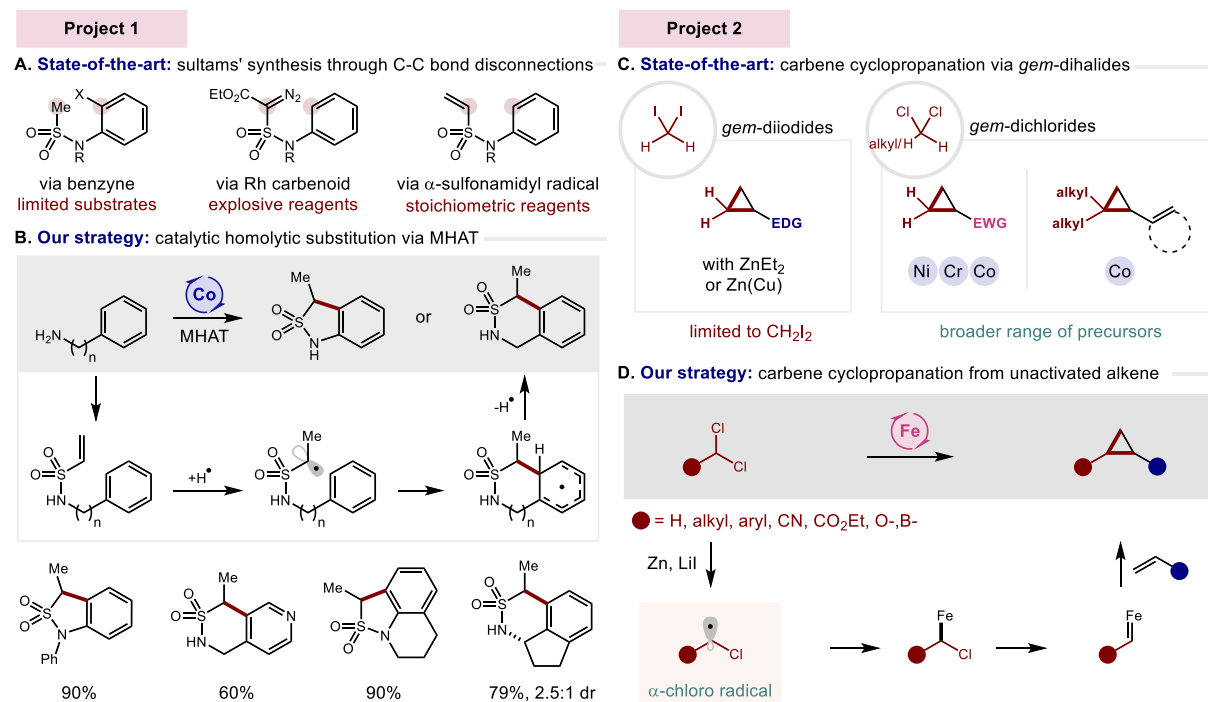 Project 1
A. State-of-the-art: sultams' synthesis through C-C bond disconnections
X
Me
O
S
O
N
R
via benzyne
limited substrates
EtO₂C
N₂
O
S
O
N
R
via Rh carbenoid
explosive reagents
O
S
O
N
R
via α-sulfonamidyl radical
stoichiometric reagents
B. Our strategy: catalytic homolytic substitution via MHAT
H₂N
n
Co
MHAT
Me
O
S
O
N
H
or
Me
O
S
O
HN
O
S
O
HN
n
+H•
Me
O
S
O
HN
n
-H•
Me
H
O
S
O
HN
n
Me
O
S
O
N
Ph
90%
Me
O
S
O
HN
N
60%
Me
O
S
O
N
90%
Me
O
S
O
HN
79%, 2.5:1 dr
Project 2
C. State-of-the-art: carbene cyclopropanation via gem-dihalides
I I
H H
gem-diiodides
H
H
EDG
with ZnEt₂
or Zn(Cu)
limited to CH₂I₂
Cl Cl
alkyl/H H
gem-dichlorides
H
H
EWG
Ni Cr Co
alkyl
alkyl
Co
broader range of precursors
D. Our strategy: carbene cyclopropanation from unactivated alkene
Cl
Cl
Fe
= H, alkyl, aryl, CN, CO₂Et, O-,B-
Zn, LiI
Cl
α-chloro radical
Fe
Cl
Fe